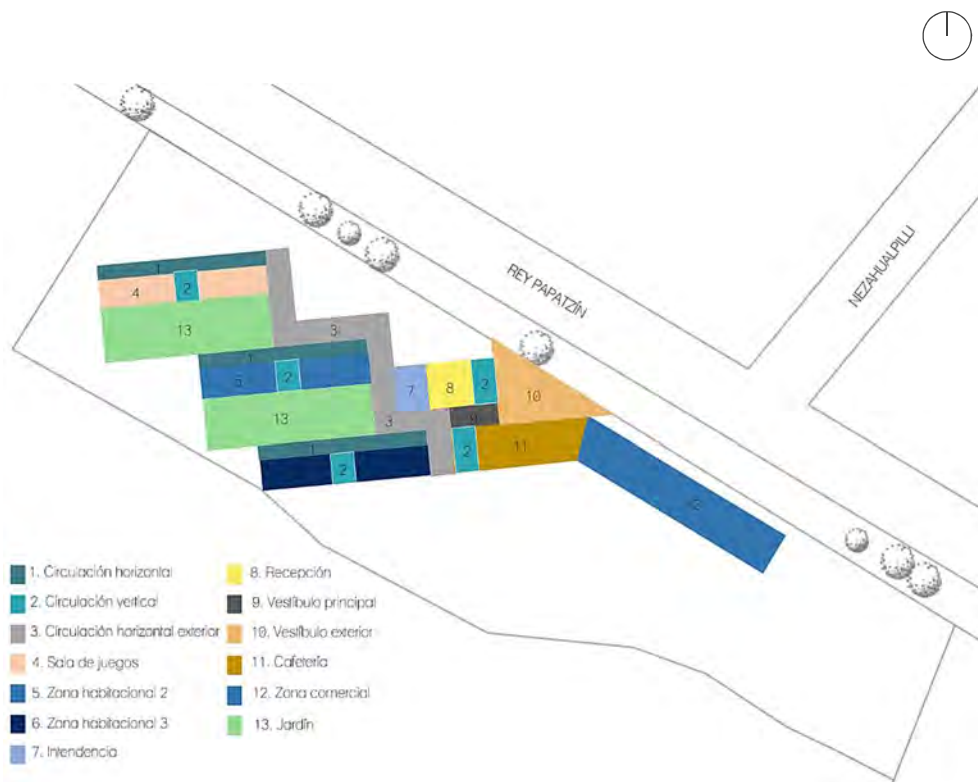 REY PAPATZÍN
NEZAHUALPILLI
1
4
2
13
3
1
5
2
7
8
2
10
13
3
9
11
1
2
2
12
1. Circulación horizontal
2. Circulación vertical
3. Circulación horizontal exterior
4. Sala de juegos
5. Zona habitacional 2
6. Zona habitacional 3
7. Intendencia
8. Recepción
9. Vestíbulo principal
10. Vestíbulo exterior
11. Cafetería
12. Zona comercial
13. Jardín